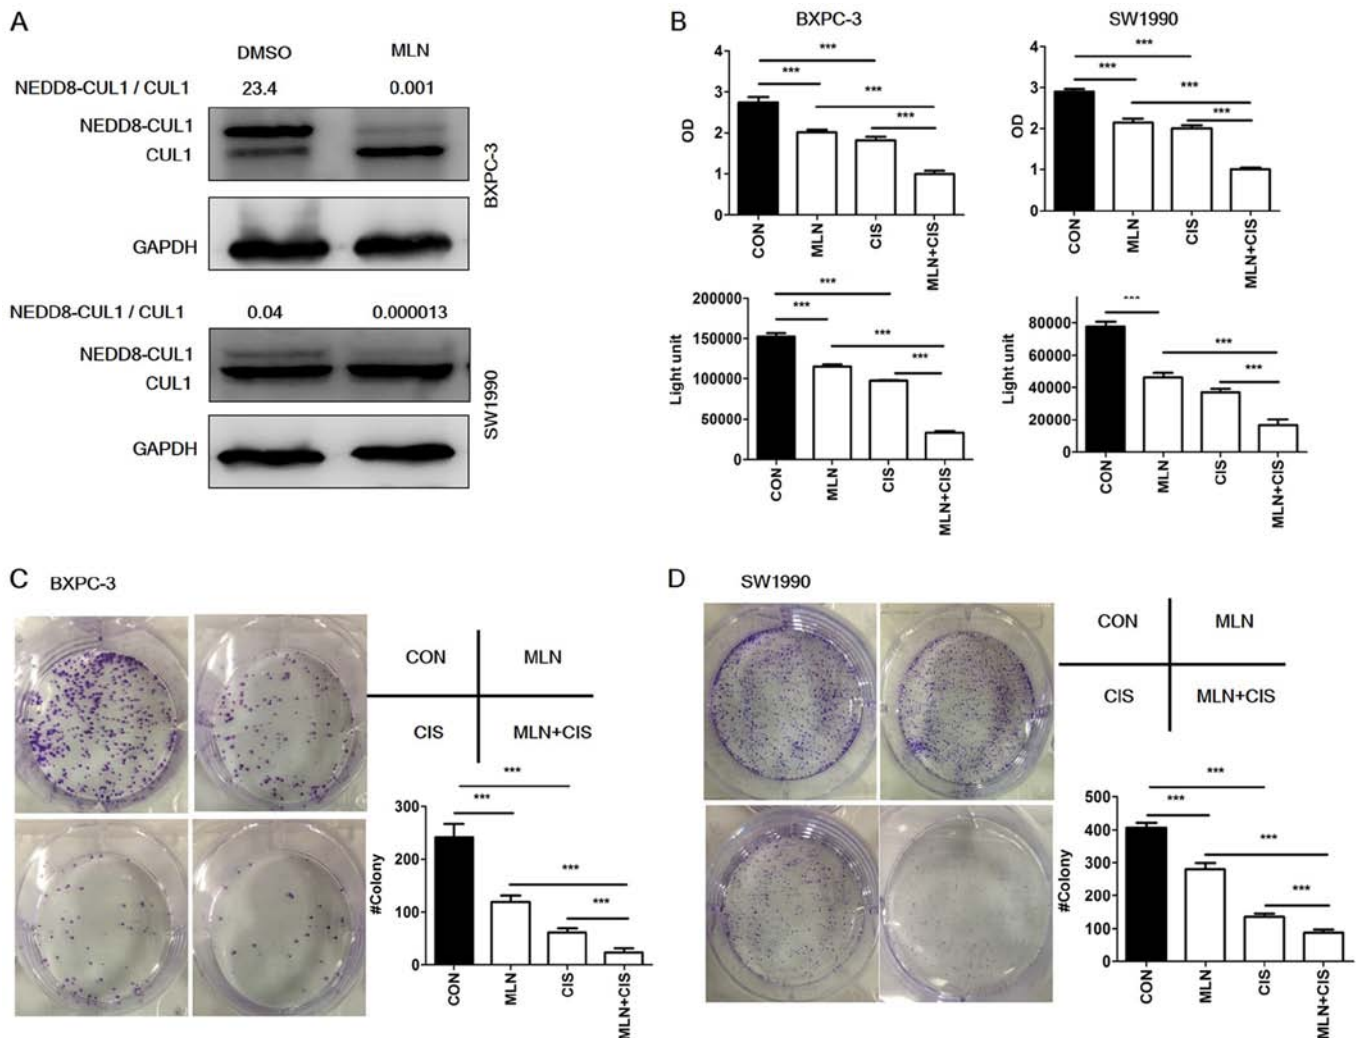 A
DMSO MLN
NEDD8-CUL1 / CUL1 23.4 0.001
NEDD8-CUL1
CUL1
BXPC-3
GAPDH
NEDD8-CUL1 / CUL1 0.04 0.000013
NEDD8-CUL1
CUL1
SW1990
GAPDH
B
BXPC-3 SW1990
4
3
2
1
0
OD
***
***
***
***
CON MLN CIS MLN+CIS
4
3
2
1
0
OD
***
***
***
***
CON MLN CIS MLN+CIS
200000
150000
100000
50000
0
Light unit
***
***
***
***
CON MLN CIS MLN+CIS
80000
60000
40000
20000
0
Light unit
***
***
***
CON MLN CIS MLN+CIS
C BXPC-3
CON MLN
CIS MLN+CIS
300
200
100
0
#Colony
***
***
***
***
CON MLN CIS MLN+CIS
D SW1990
CON MLN
CIS MLN+CIS
500
400
300
200
100
0
#Colony
***
***
***
***
CON MLN CIS MLN+CIS